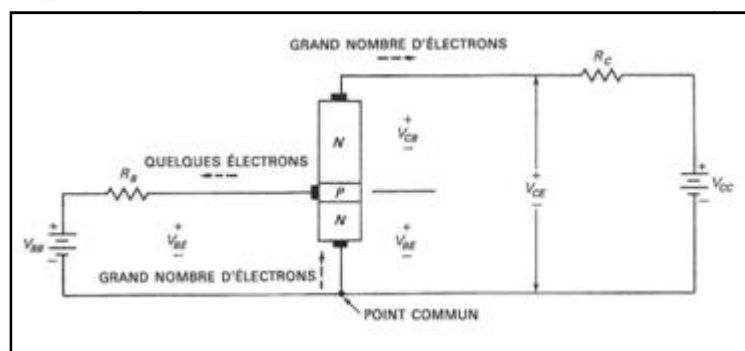 GRAND NOMBRE D'ÉLECTRONS
R_C
N
+
V_CB
−
QUELQUES ÉLECTRONS
R_B
P
+
V_CE
−
+
V_CC
−
N
+
V_BB
−
+
V_BE
−
+
V_BE
−
GRAND NOMBRE D'ÉLECTRONS
POINT COMMUN